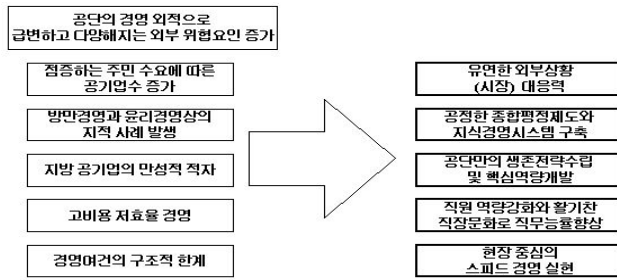 공단의 경영 외적으로
급변하고 다양해지는 외부 위협요인 증가
점증하는 주민 수요에 따른
공기업수 증가
방만경영과 윤리경영상의
지적 사례 발생
지방 공기업의 만성적 적자
고비용 저효율 경영
경영여건의 구조적 한계
유연한 외부상황
(시장) 대응력
공정한 종합평정제도와
지식경영시스템 구축
공단만의 생존전략수립
및 핵심역량개발
직원 역량강화와 활기찬
직장문화로 직무능률향상
현장 중심의
스피드 경영 실현